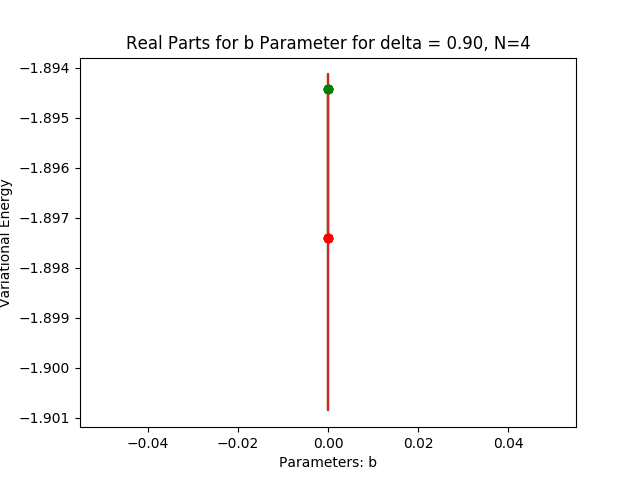 Real Parts for b Parameter for delta = 0.90, N=4
Variational Energy
−1.894
−1.895
−1.896
−1.897
−1.898
−1.899
−1.900
−1.901
−0.04 −0.02 0.00 0.02 0.04
Parameters: b